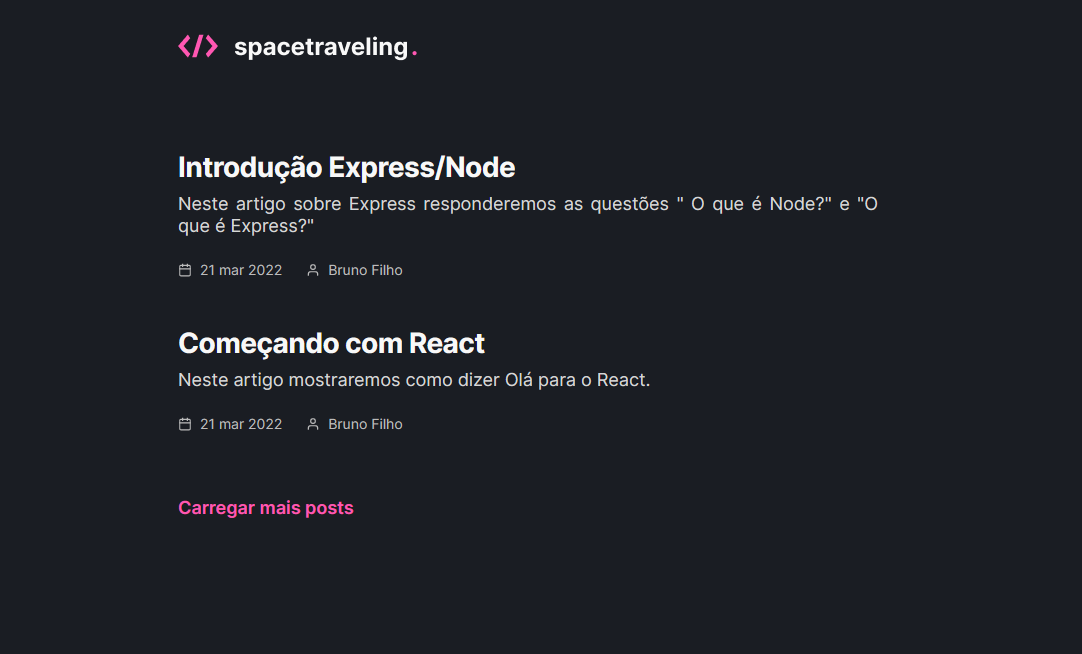 </> spacetraveling.
Introdução Express/Node
Neste artigo sobre Express responderemos as questões " O que é Node?" e "O
que é Express?"
21 mar 2022 Bruno Filho
Começando com React
Neste artigo mostraremos como dizer Olá para o React.
21 mar 2022 Bruno Filho
Carregar mais posts